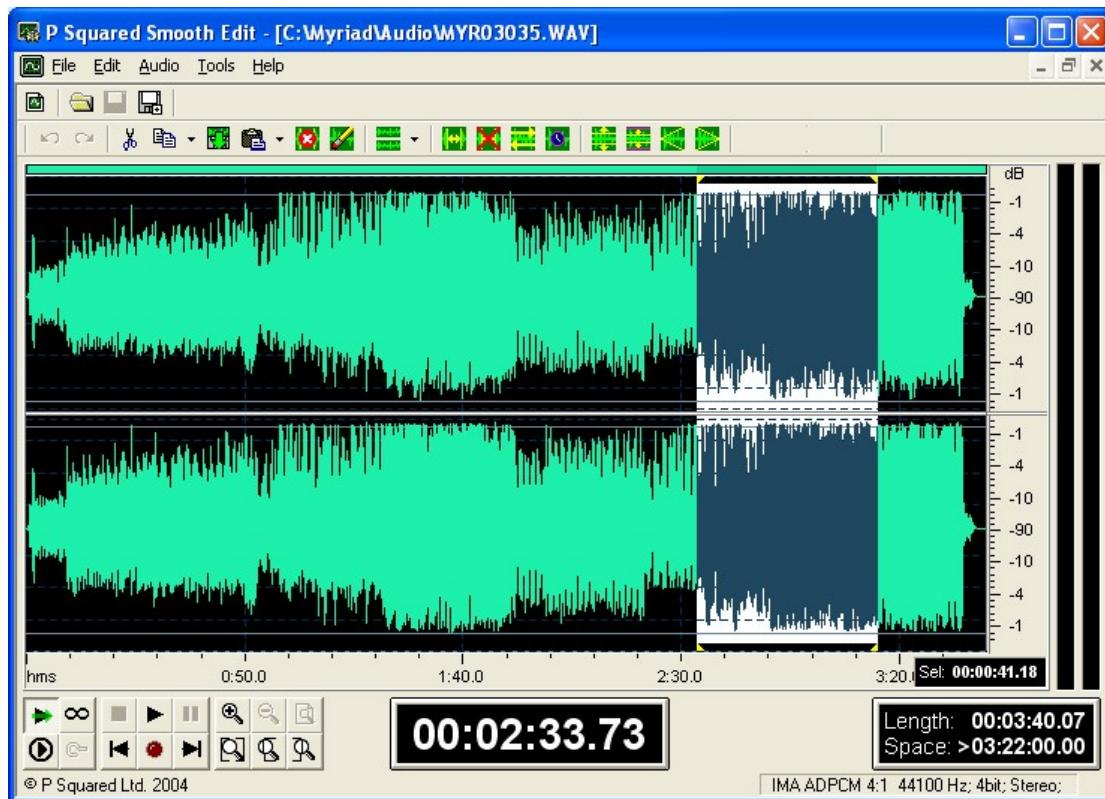 P Squared Smooth Edit - [C:\Myriad\Audio\MYR03035.WAV]
File Edit Audio Tools Help
dB
-1
-4
-10
-90
-10
-4
-1
-1
-4
-10
-90
-10
-4
-1
hms 0:50.0 1:40.0 2:30.0 3:20. Sel: 00:00:41.18
00:02:33.73
Length: 00:03:40.07
Space: >03:22:00.00
© P Squared Ltd. 2004
IMA ADPCM 4:1 44100 Hz; 4bit; Stereo;